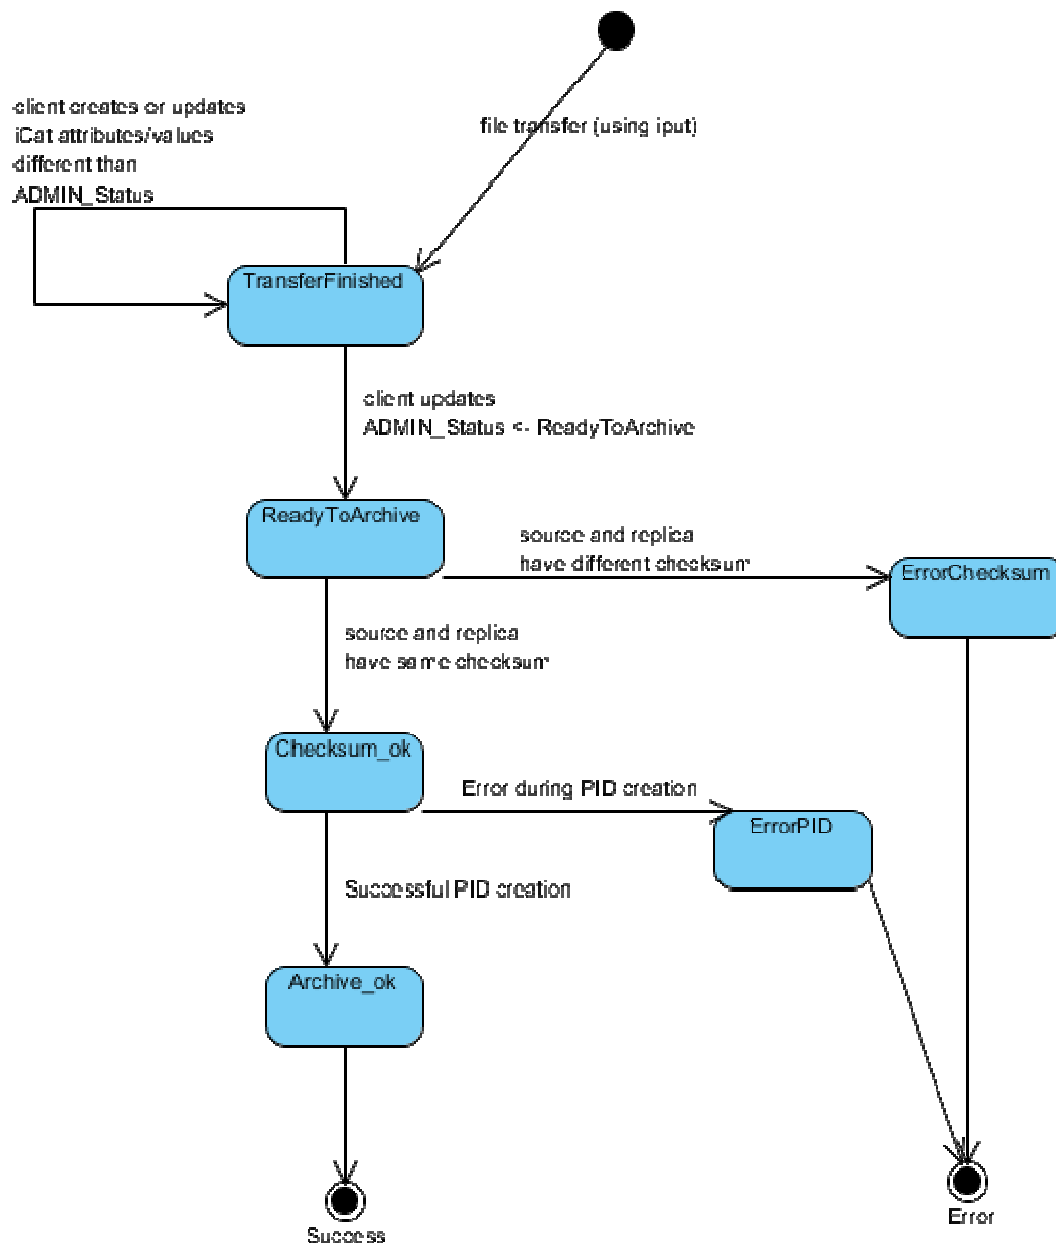 client creates or updates
iCat attributes/values
different than
ADMIN_Status
file transfer (using iput)
TransferFinished
client updates
ADMIN_Status <- ReadyToArchive
ReadyToArchive
source and replica
have different checksum
ErrorChecksum
source and replica
have same checksum
Checksum_ok
Error during PID creation
ErrorPID
Successful PID creation
Archive_ok
Success
Error